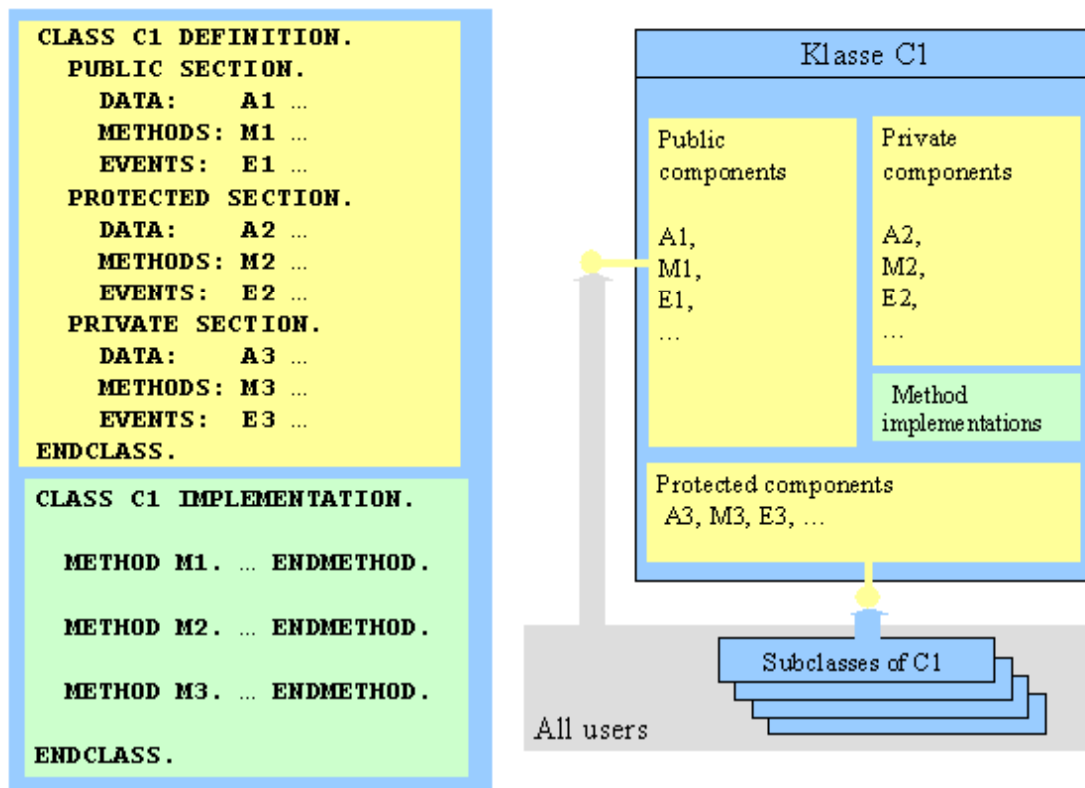 CLASS C1 DEFINITION.
PUBLIC SECTION.
DATA: A1 …
METHODS: M1 …
EVENTS: E1 …
PROTECTED SECTION.
DATA: A2 …
METHODS: M2 …
EVENTS: E2 …
PRIVATE SECTION.
DATA: A3 …
METHODS: M3 …
EVENTS: E3 …
ENDCLASS.
CLASS C1 IMPLEMENTATION.
METHOD M1. … ENDMETHOD.
METHOD M2. … ENDMETHOD.
METHOD M3. … ENDMETHOD.
ENDCLASS.
Klasse C1
Public
components
A1,
M1,
E1,
…
Private
components
A2,
M2,
E2,
…
Method
implementations
Protected components
A3, M3, E3, …
Subclasses of C1
All users